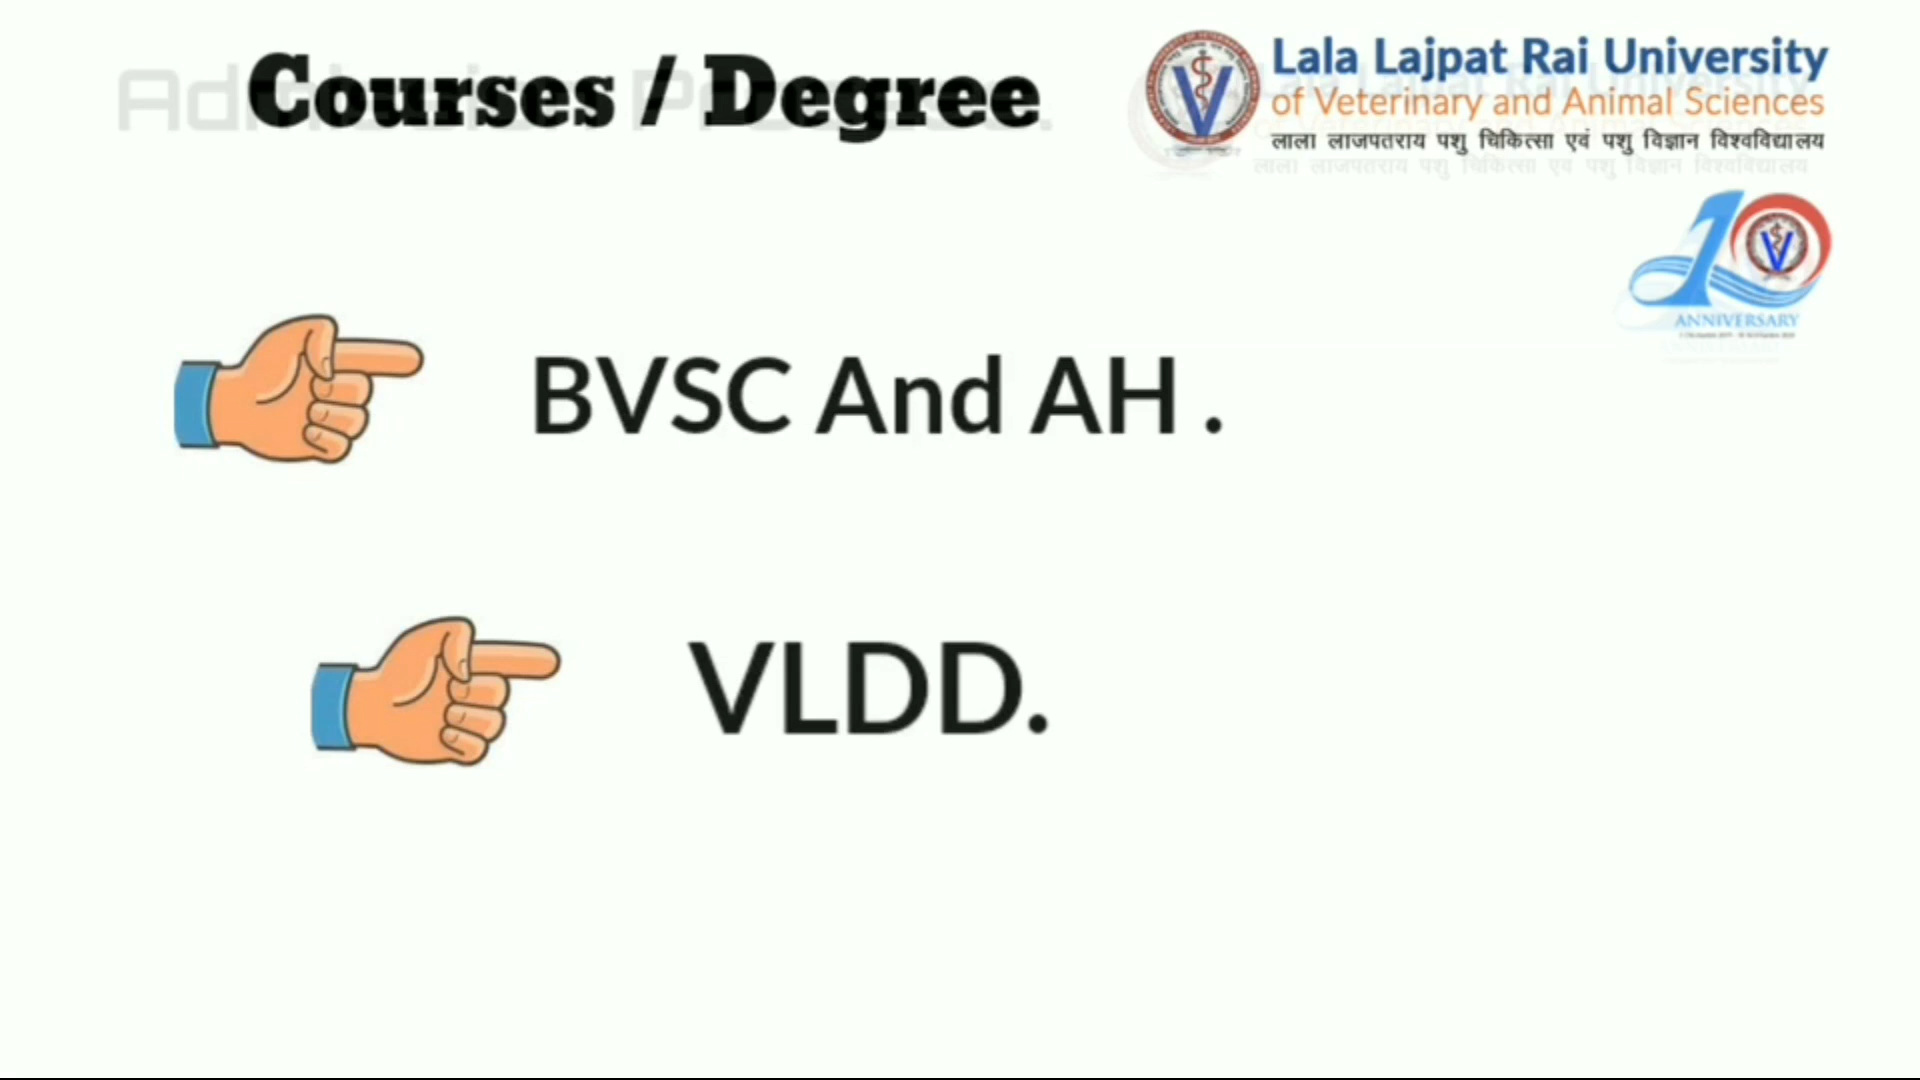 Courses / Degree
Lala Lajpat Rai University
of Veterinary and Animal Sciences
लाला लाजपतराय पशु चिकित्सा एवं पशु विज्ञान विश्वविद्यालय
ANNIVERSARY
BVSC And AH .
VLDD.